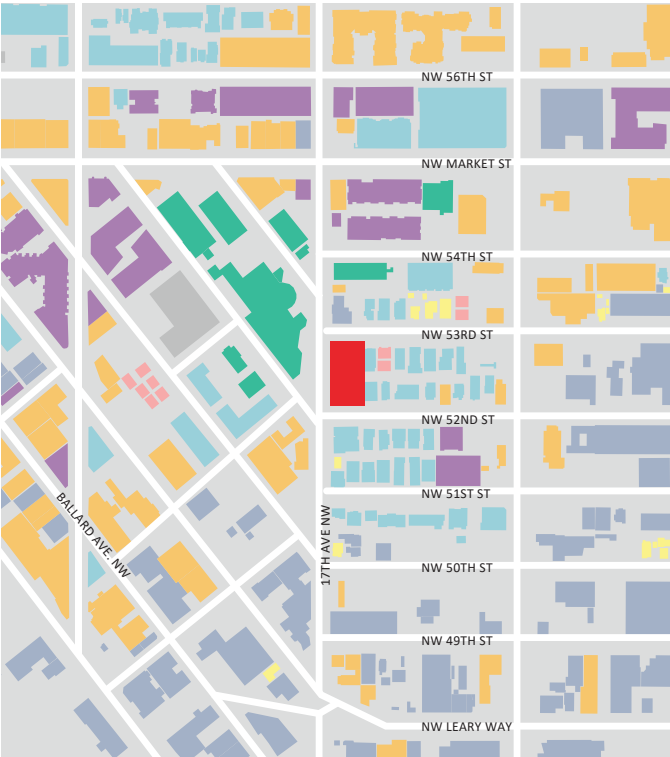 NW 56TH ST
NW MARKET ST
NW 54TH ST
NW 53RD ST
NW 52ND ST
NW 51ST ST
BALLARD AVE. NW
17TH AVE NW
NW 50TH ST
NW 49TH ST
NW LEARY WAY